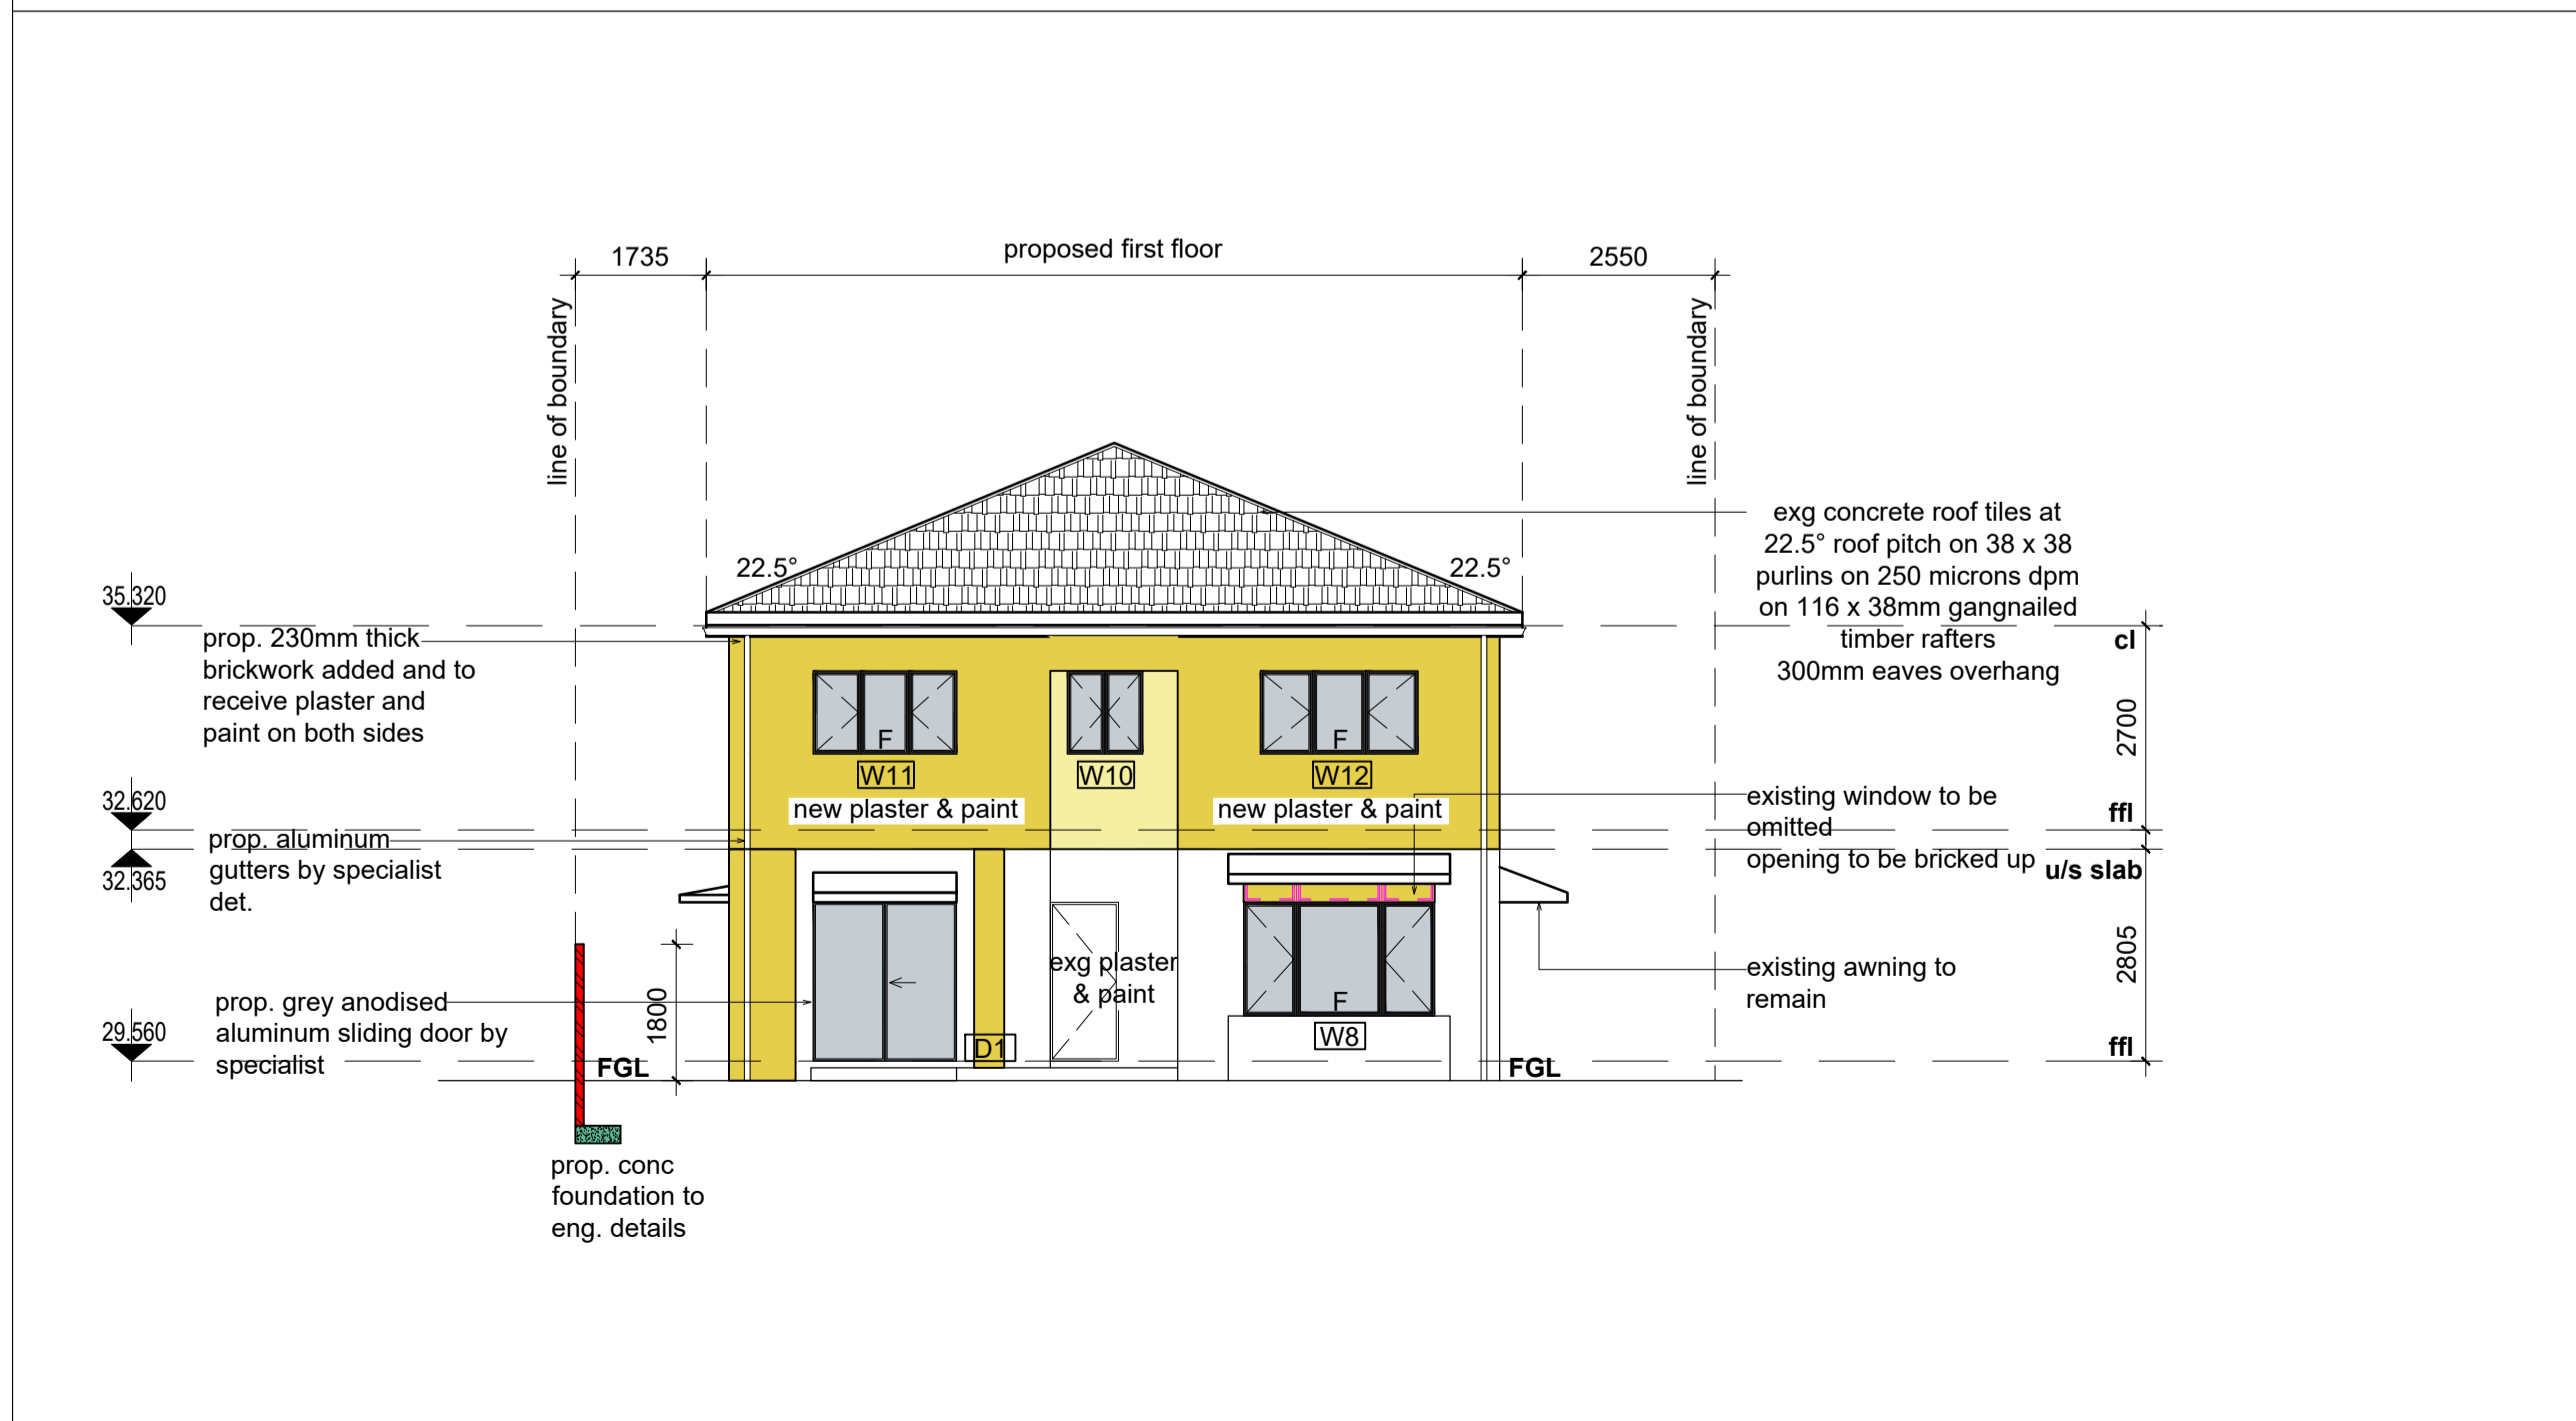 1735
proposed first floor
2550
line of boundary
line of boundary
exg concrete roof tiles at
22.5° roof pitch on 38 x 38
purlins on 250 microns dpm
on 116 x 38mm gangnailed
timber rafters
300mm eaves overhang
22.5°
22.5°
35.320
prop. 230mm thick
brickwork added and to
receive plaster and
paint on both sides
cl
2700
F
F
W11
W10
W12
new plaster & paint
new plaster & paint
existing window to be
omitted
opening to be bricked up
32.620
ffl
prop. aluminum
gutters by specialist
det.
32.365
u/s slab
2805
exg plaster
& paint
existing awning to
remain
prop. grey anodised
aluminum sliding door by
specialist
1800
F
W8
D1
29.560
ffl
FGL
FGL
prop. conc
foundation to
eng. details